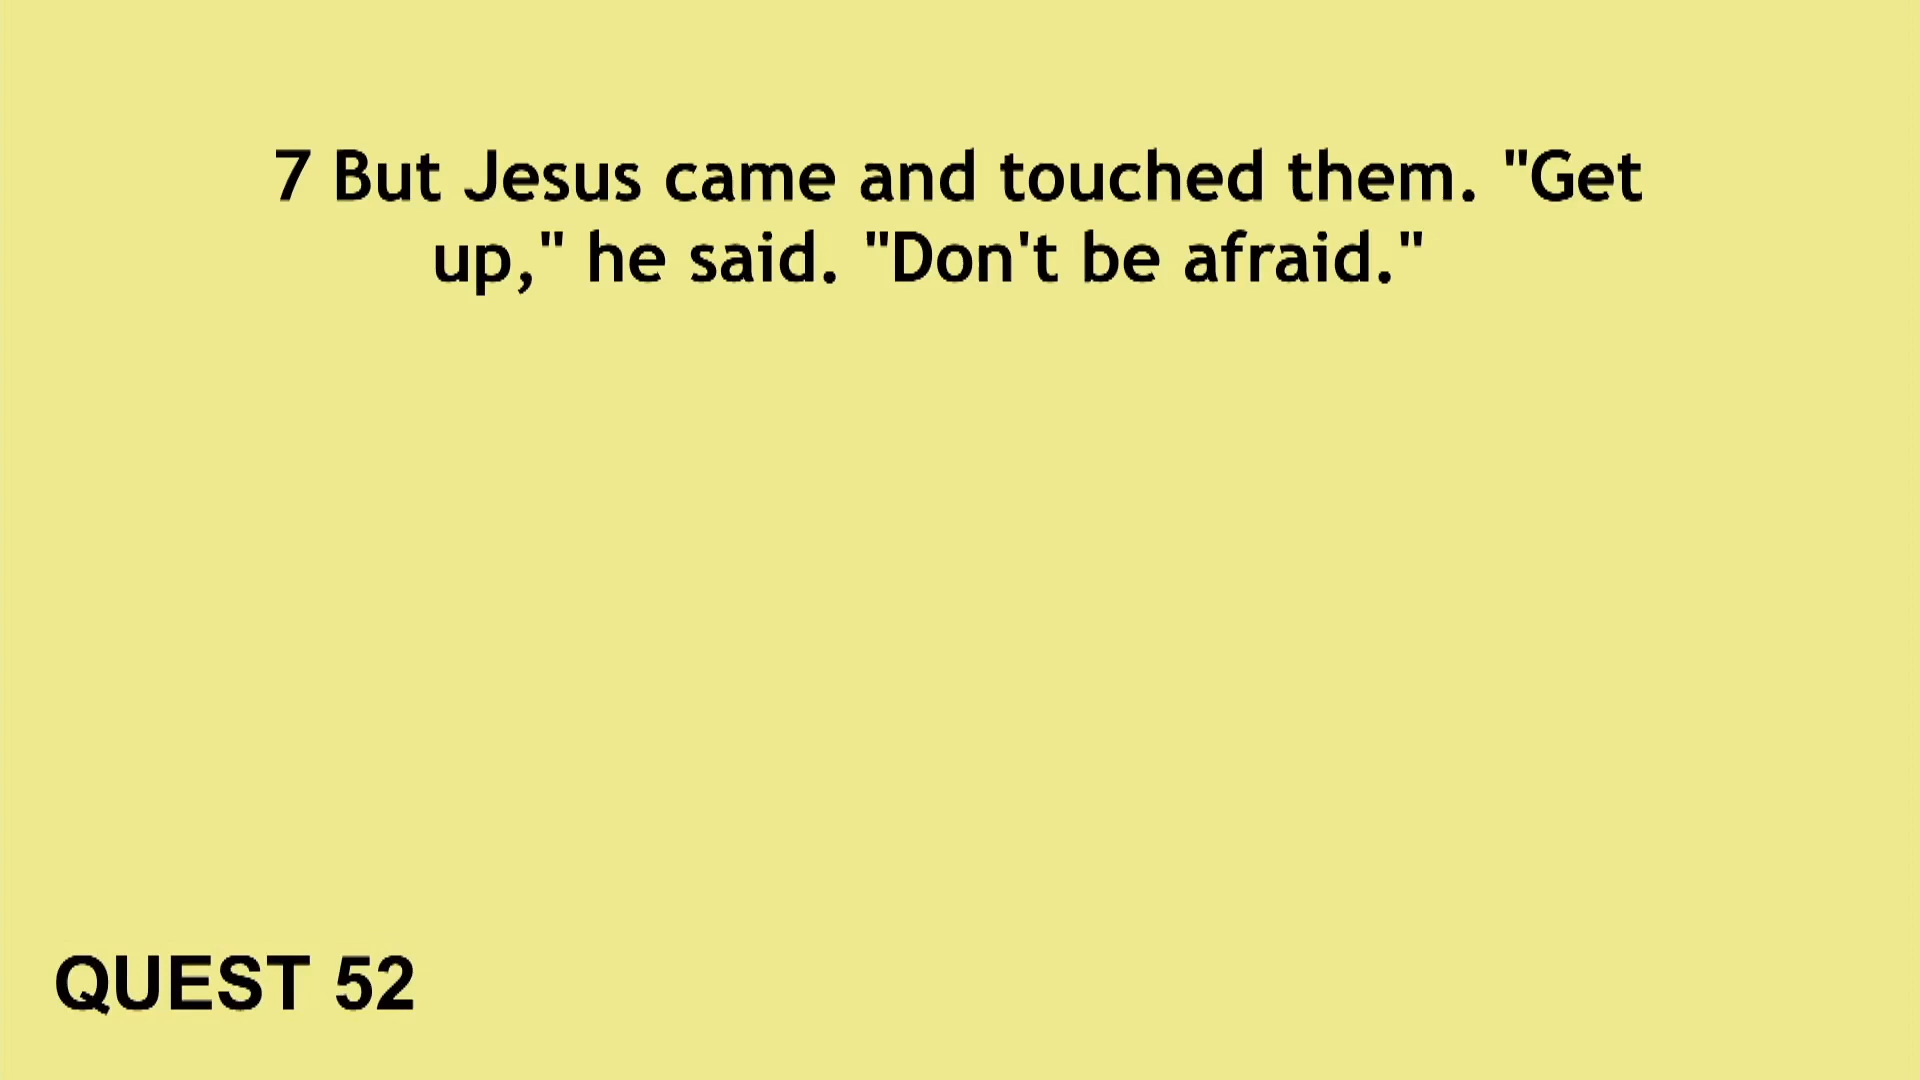 7 But Jesus came and touched them. "Get
up," he said. "Don't be afraid."
QUEST 52